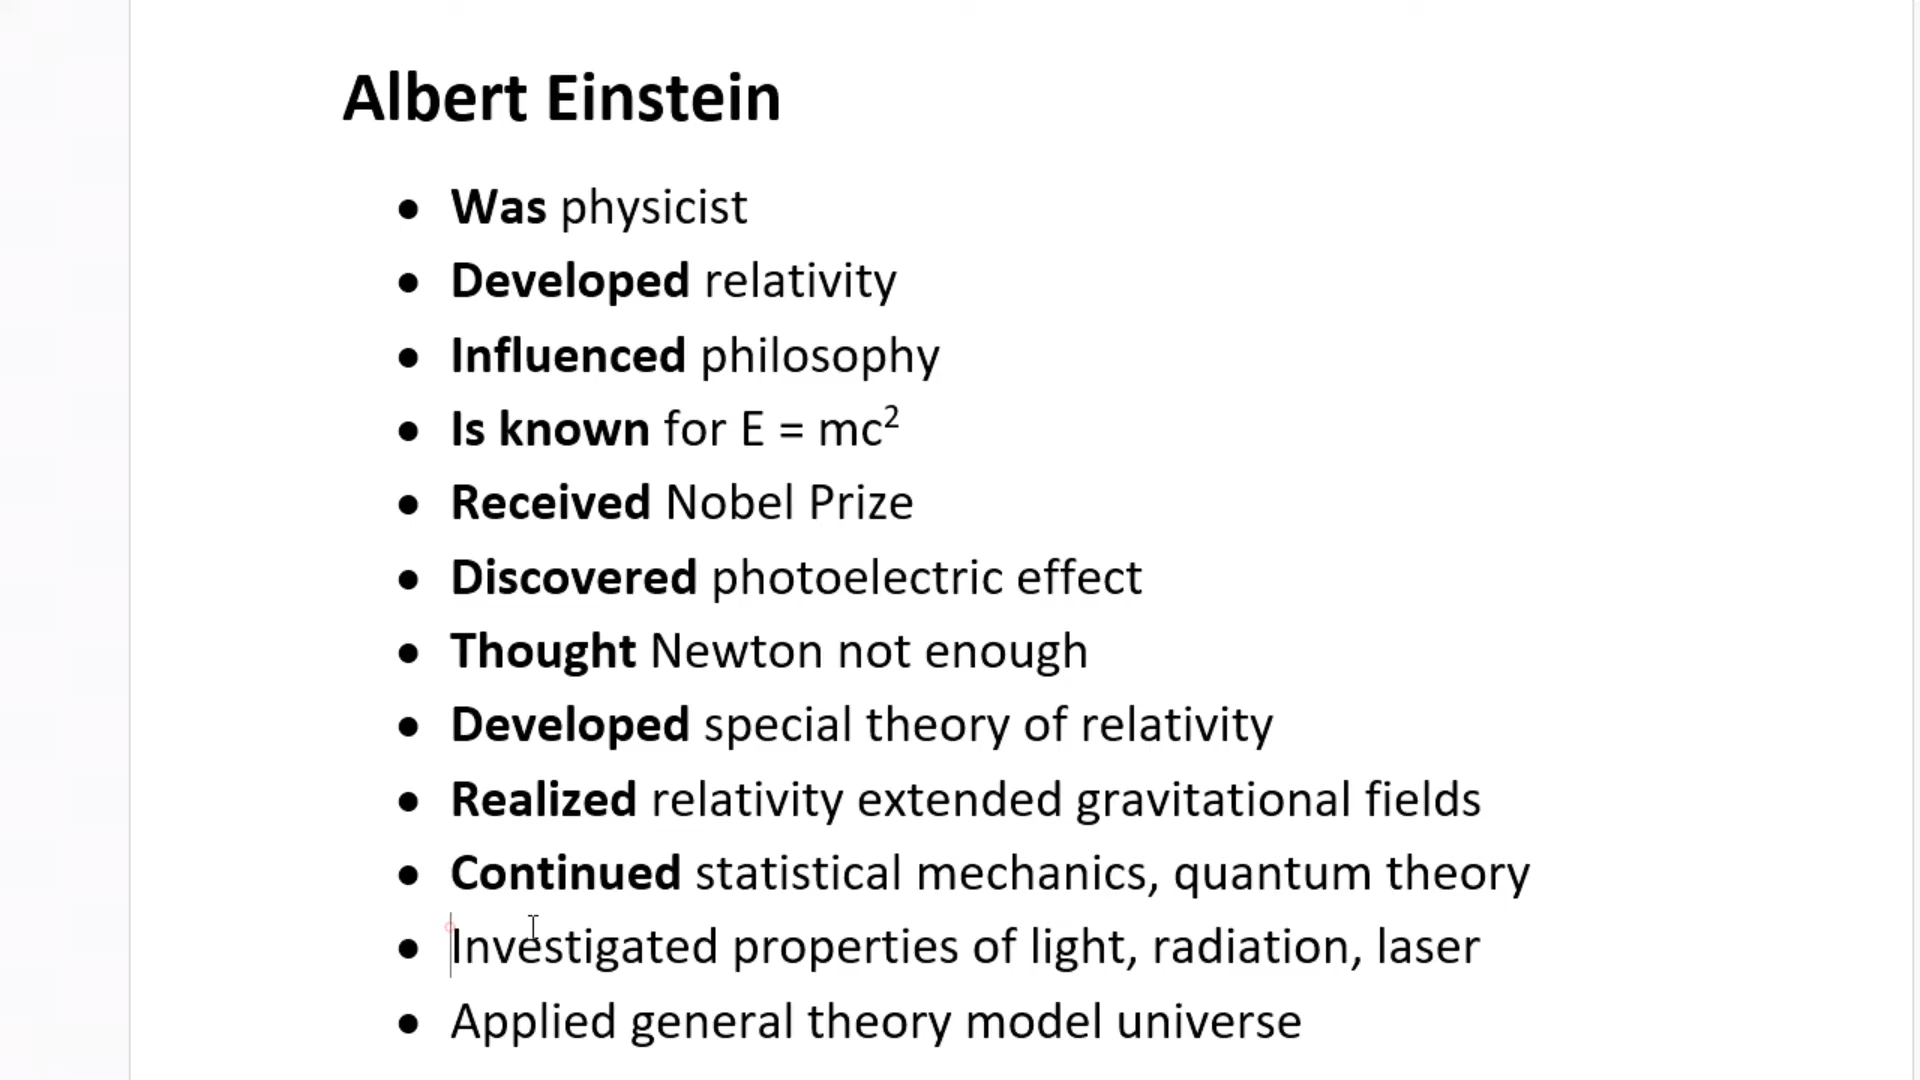 Albert Einstein
• Was physicist
• Developed relativity
• Influenced philosophy
• Is known for E = mc²
• Received Nobel Prize
• Discovered photoelectric effect
• Thought Newton not enough
• Developed special theory of relativity
• Realized relativity extended gravitational fields
• Continued statistical mechanics, quantum theory
• Investigated properties of light, radiation, laser
• Applied general theory model universe